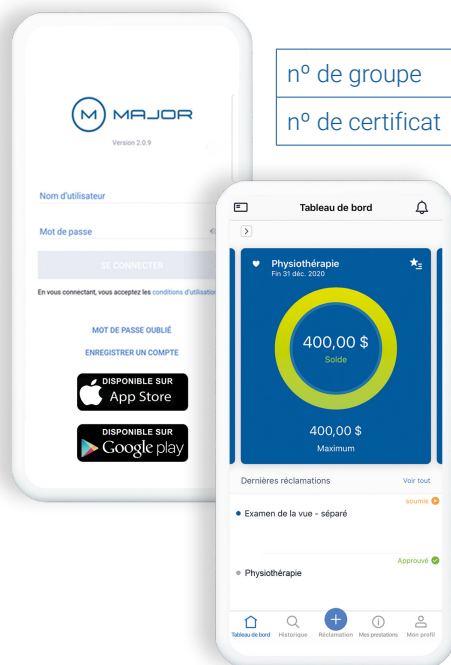 MAJOR
Version 2.0.9
Nom d'utilisateur
Mot de passe
SE CONNECTER
En vous connectant, vous acceptez les conditions d'utilisation
MOT DE PASSE OUBLIÉ
ENREGISTRER UN COMPTE
DISPONIBLE SUR
App Store
DISPONIBLE SUR
Google play
nº de groupe
nº de certificat
Tableau de bord
Physiothérapie
Fin 31 déc. 2020
400,00 $
Solde
400,00 $
Maximum
Dernières réclamations Voir tout
soumis
Examen de la vue - séparé
Approuvé
Physiothérapie
Tableau de bord Historique Réclamation Mes prestations Mon profil